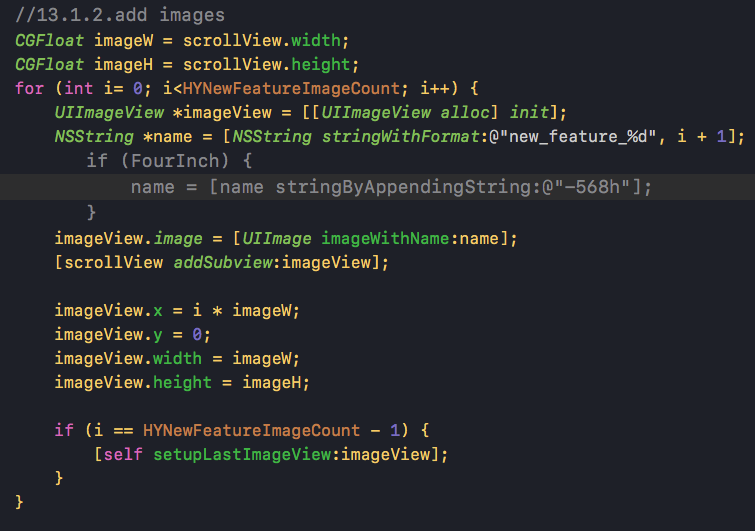 //13.1.2.add images
CGFloat imageW = scrollView.width;
CGFloat imageH = scrollView.height;
for (int i= 0; i<HYNewFeatureImageCount; i++) {
    UIImageView *imageView = [[UIImageView alloc] init];
    NSString *name = [NSString stringWithFormat:@"new_feature_%d", i + 1];
        if (FourInch) {
            name = [name stringByAppendingString:@"-568h"];
        }
    imageView.image = [UIImage imageWithName:name];
    [scrollView addSubview:imageView];

    imageView.x = i * imageW;
    imageView.y = 0;
    imageView.width = imageW;
    imageView.height = imageH;

    if (i == HYNewFeatureImageCount - 1) {
        [self setupLastImageView:imageView];
    }
}